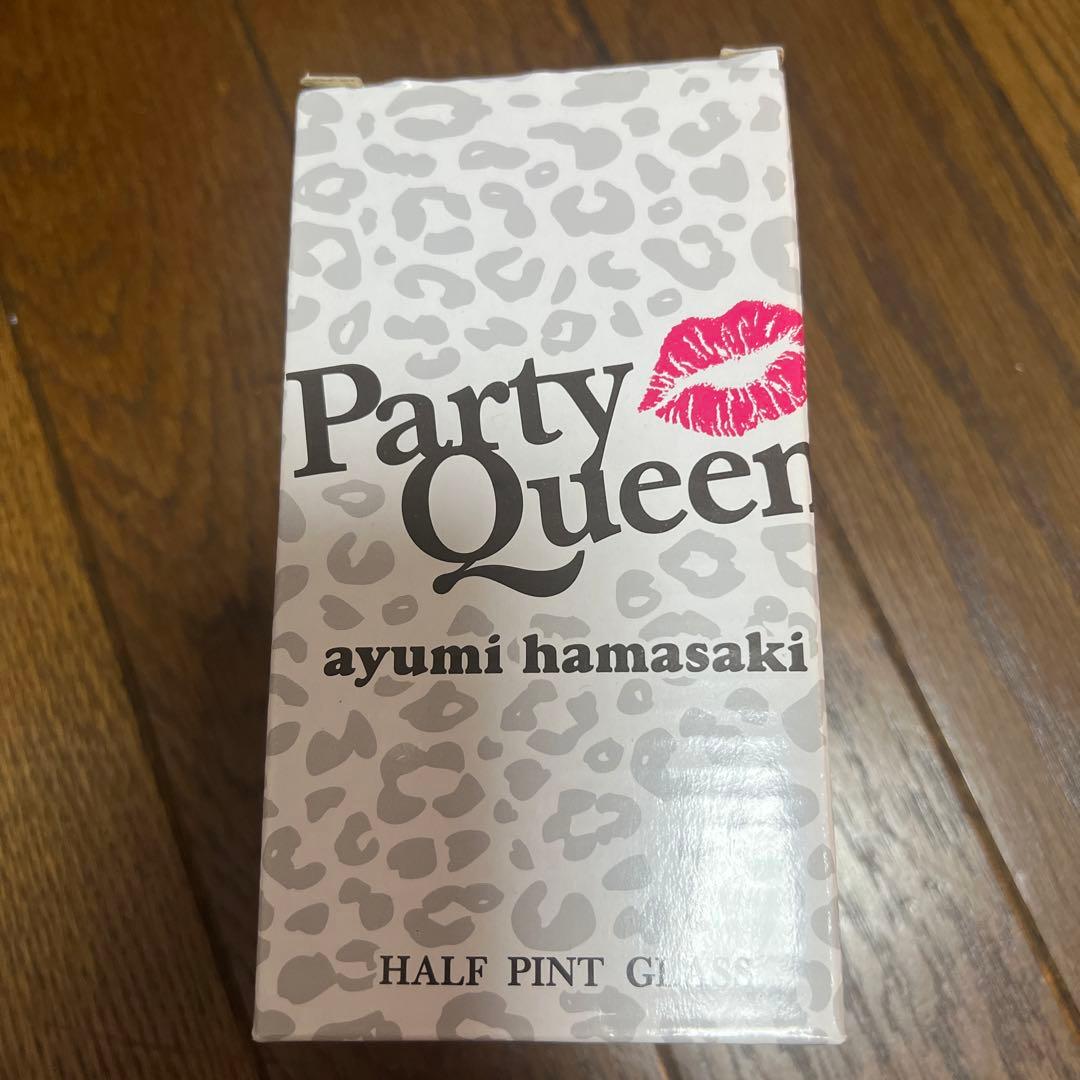 Party
Queen
ayumi hamasaki
HALF PINT GLASS